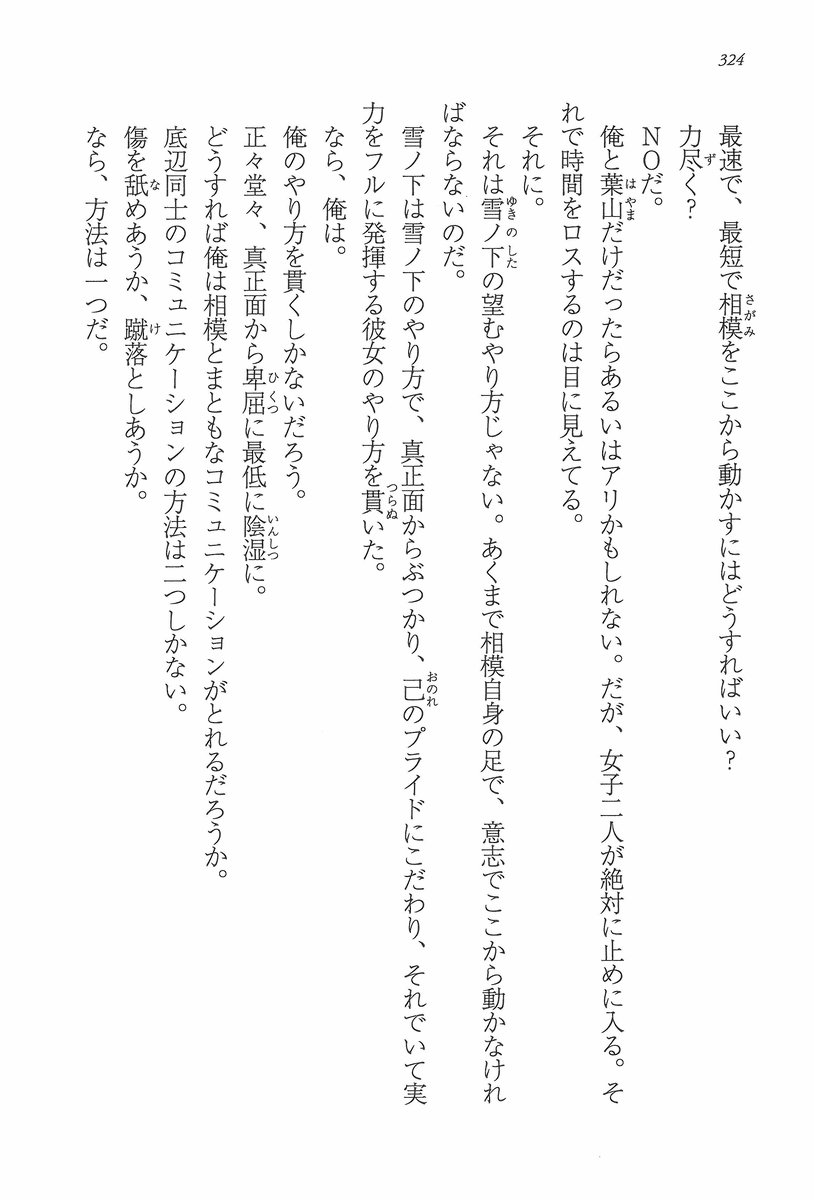 324
最速で、最短で相模をここから動かすにはどうすればいい？
力尽く？
NOだ。
俺と葉山だけだったらあるいはアリかもしれない。だが、女子二人が絶対に止めに入る。そ
れで時間をロスするのは目に見えてる。
それに。
それは雪ノ下の望むやり方じゃない。あくまで相模自身の足で、意志でここから動かなけれ
ばならないのだ。
雪ノ下は雪ノ下のやり方で、真正面からぶつかり、己のプライドにこだわり、それでいて実
力をフルに発揮する彼女のやり方を貫いた。
なら、俺は。
俺のやり方を貫くしかないだろう。
正々堂々、真正面から卑屈に最低に陰湿に。
どうすれば俺は相模とまともなコミュニケーションがとれるだろうか。
底辺同士のコミュニケーションの方法は二つしかない。
傷を舐めあうか、蹴落としあうか。
なら、方法は一つだ。